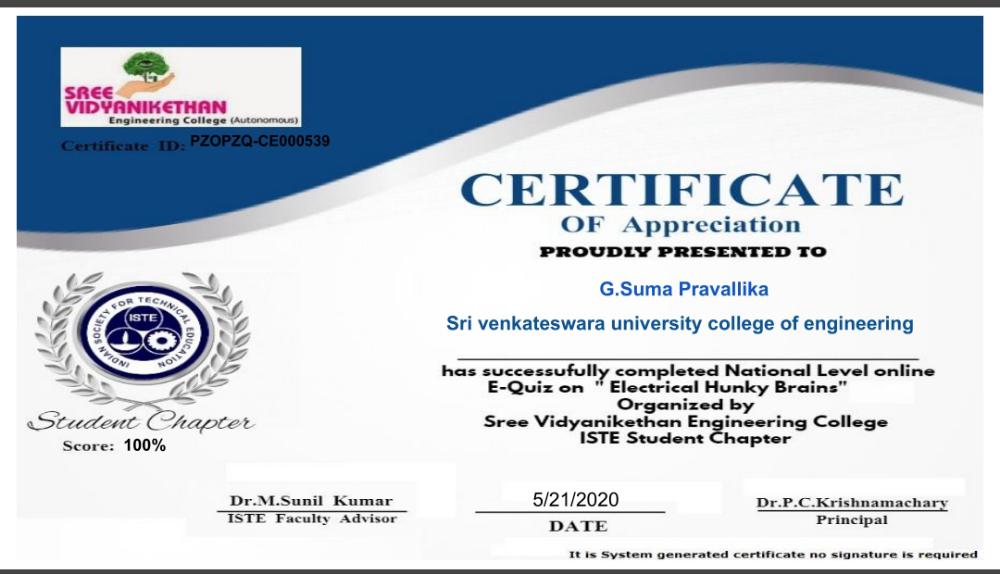 SREE
VIDYANIKETHAN
Engineering College (Autonomous)
Certificate ID: PZOPZQ-CE000539
CERTIFICATE
OF Appreciation
PROUDLY PRESENTED TO
G.Suma Pravallika
Sri venkateswara university college of engineering
has successufully completed National Level online
E-Quiz on " Electrical Hunky Brains"
Organized by
Sree Vidyanikethan Engineering College
ISTE Student Chapter
INDIAN SOCIETY FOR TECHNICAL EDUCATION
ISTE
Student Chapter
Score: 100%
Dr.M.Sunil Kumar
ISTE Faculty Advisor
5/21/2020
DATE
Dr.P.C.Krishnamachary
Principal
It is System generated certificate no signature is required